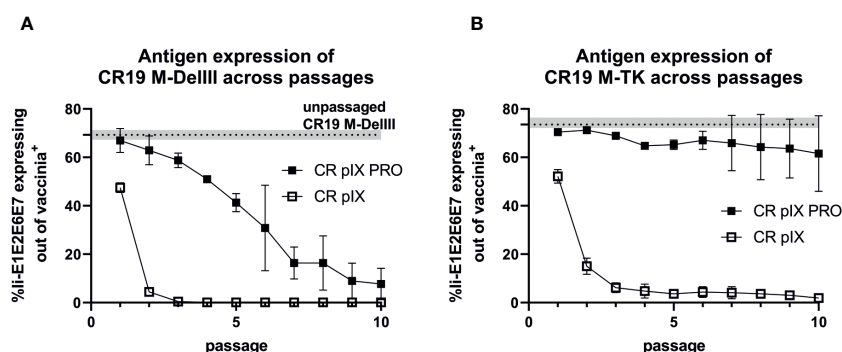 A
Antigen expression of
CR19 M-DelIII across passages
%Ii-E1E2E6E7 expressing
out of vaccinia+
80
60
40
20
0
unpassaged
CR19 M-DelIII
CR pIX PRO
CR pIX
0
5
10
passage
B
Antigen expression of
CR19 M-TK across passages
%Ii-E1E2E6E7 expressing
out of vaccinia+
80
60
40
20
0
CR pIX PRO
CR pIX
0
5
10
passage